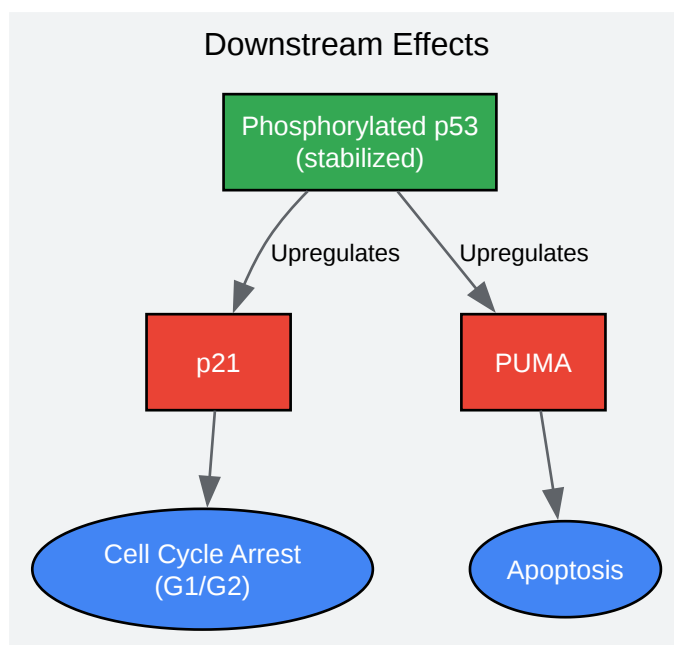 Downstream Effects
Phosphorylated p53
(stabilized)
Upregulates
Upregulates
p21
PUMA
Cell Cycle Arrest
(G1/G2)
Apoptosis